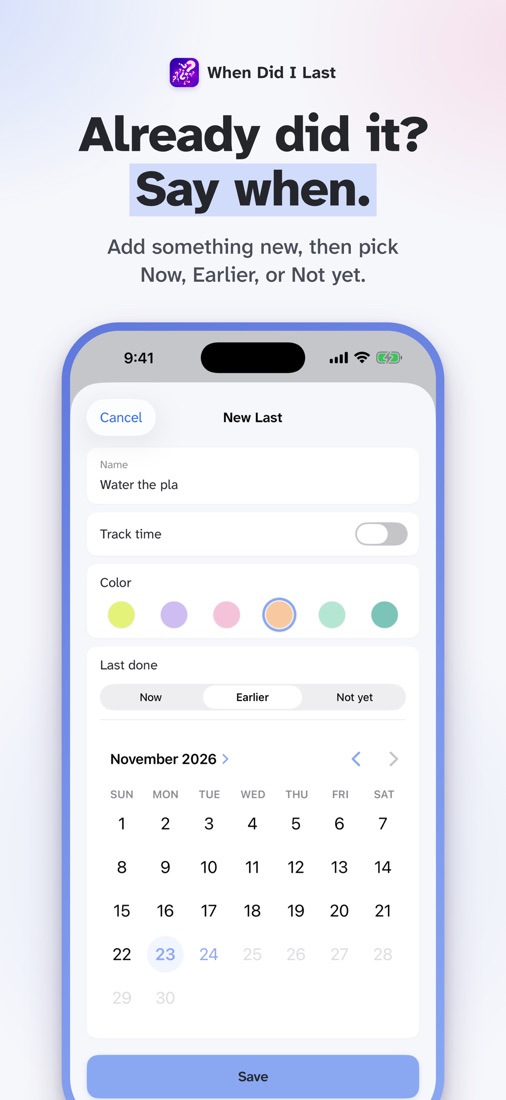 When Did I Last
Already did it?
Say when.
Add something new, then pick
Now, Earlier, or Not yet.
9:41
Cancel
New Last
Name
Water the pla
Track time
Color
Last done
Now Earlier Not yet
November 2026
SUN MON TUE WED THU FRI SAT
1 2 3 4 5 6 7
8 9 10 11 12 13 14
15 16 17 18 19 20 21
22 23 24 25 26 27 28
29 30
Save